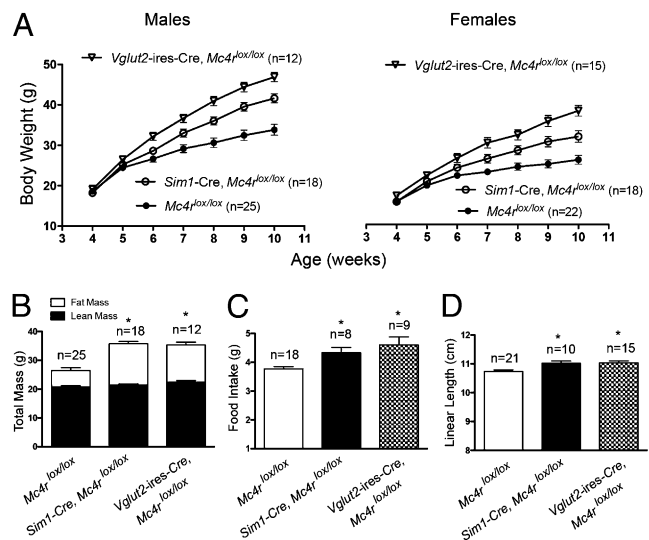 A
Males
Females
Vglut2-ires-Cre, Mc4rlox/lox (n=12)
Vglut2-ires-Cre, Mc4rlox/lox (n=15)
Body Weight (g)
50
40
30
20
10
Sim1-Cre, Mc4rlox/lox (n=18)
Mc4rlox/lox (n=25)
Sim1-Cre, Mc4rlox/lox (n=18)
Mc4rlox/lox (n=22)
3 4 5 6 7 8 9 10 11
3 4 5 6 7 8 9 10 11
Age (weeks)
B
Fat Mass
Lean Mass
* *
n=25 n=18 n=12
Total Mass (g)
40
30
20
10
0
Mc4rlox/lox
Sim1-Cre, Mc4rlox/lox
Vglut2-ires-Cre,
Mc4rlox/lox
C
* *
n=18 n=8 n=9
Food Intake (g)
6
5
4
3
2
1
Mc4rlox/lox
Sim1-Cre, Mc4rlox/lox
Vglut2-ires-Cre,
Mc4rlox/lox
D
* *
n=21 n=10 n=15
Linear Length (cm)
12
11
10
9
8
Mc4rlox/lox
Sim1-Cre, Mc4rlox/lox
Vglut2-ires-Cre,
Mc4rlox/lox